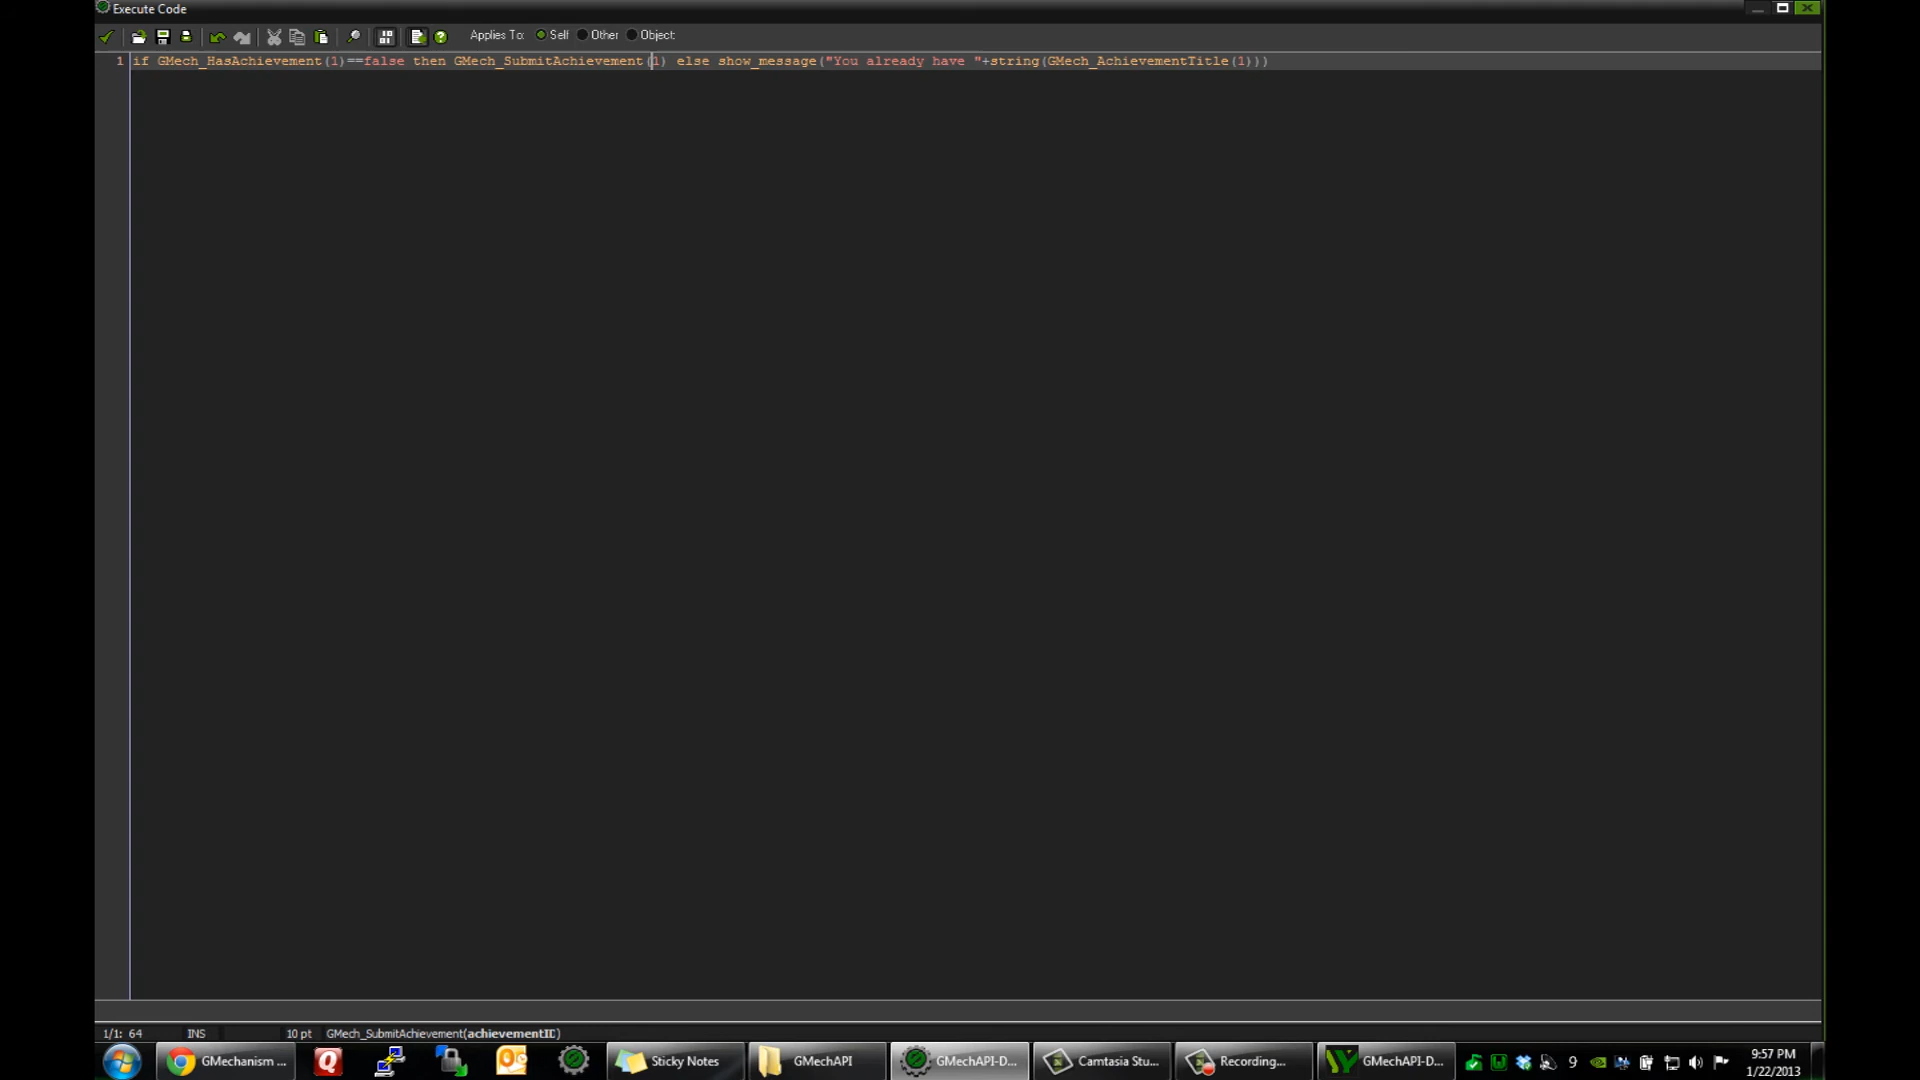 Execute Code
Applies To: Self Other Object:
1 if GMech_HasAchievement(1)==false then GMech_SubmitAchievement(1) else show_message("You already have "+string(GMech_AchievementTitle(1)))
1/1: 64 INS 10 pt GMech_SubmitAchievement(achievementID)
GMechanism ... Sticky Notes GMechAPI GMechAPI-D... Camtasia Stu... Recording... GMechAPI-D... 9 9:57 PM
1/22/2013